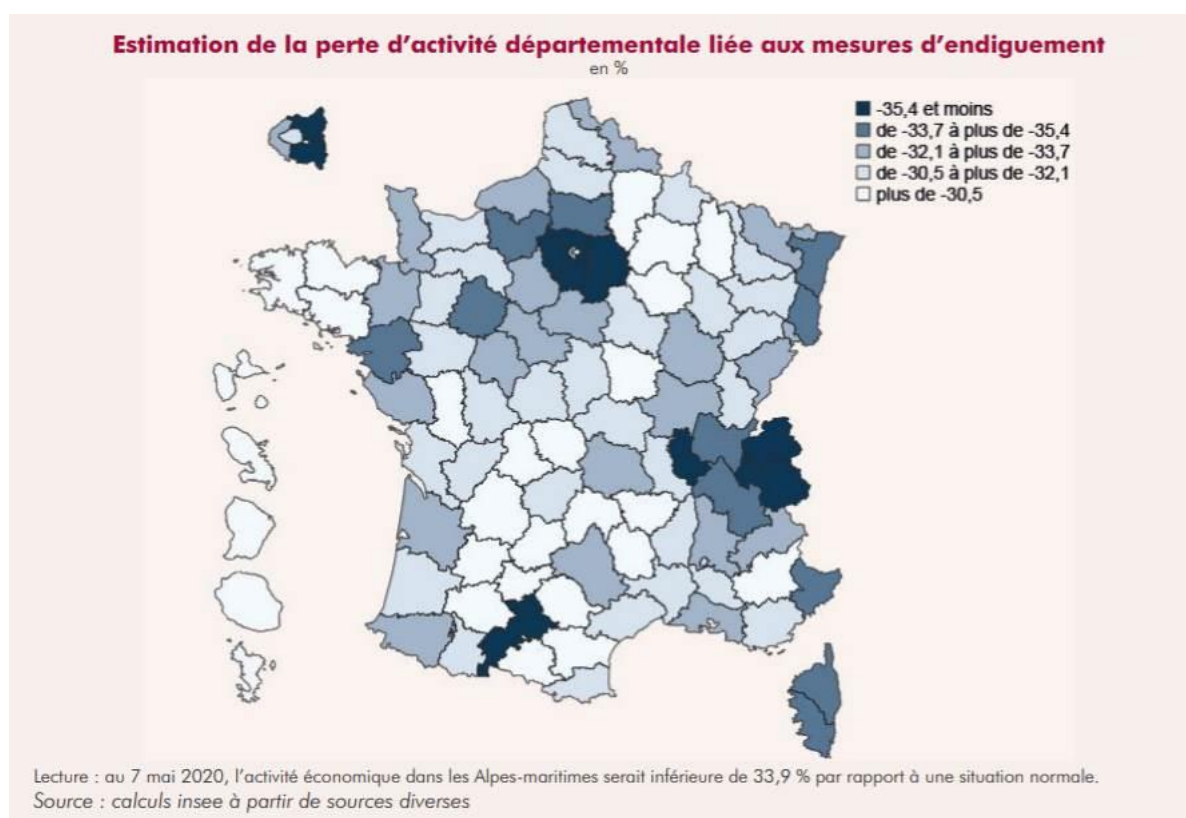 Estimation de la perte d’activité départementale liée aux mesures d’endiguement
en %
-35,4 et moins
de -33,7 à plus de -35,4
de -32,1 à plus de -33,7
de -30,5 à plus de -32,1
plus de -30,5
Lecture : au 7 mai 2020, l’activité économique dans les Alpes-maritimes serait inférieure de 33,9 % par rapport à une situation normale.
Source : calculs insee à partir de sources diverses